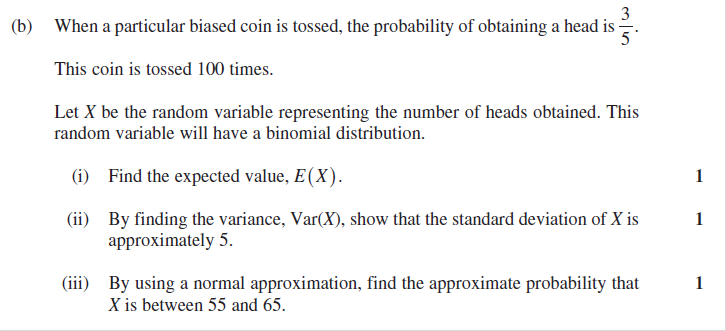 (b) When a particular biased coin is tossed, the probability of obtaining a head is 3/5.
This coin is tossed 100 times.
Let X be the random variable representing the number of heads obtained. This
random variable will have a binomial distribution.
(i) Find the expected value, E(X). 1
(ii) By finding the variance, Var(X), show that the standard deviation of X is 1
approximately 5.
(iii) By using a normal approximation, find the approximate probability that 1
X is between 55 and 65.